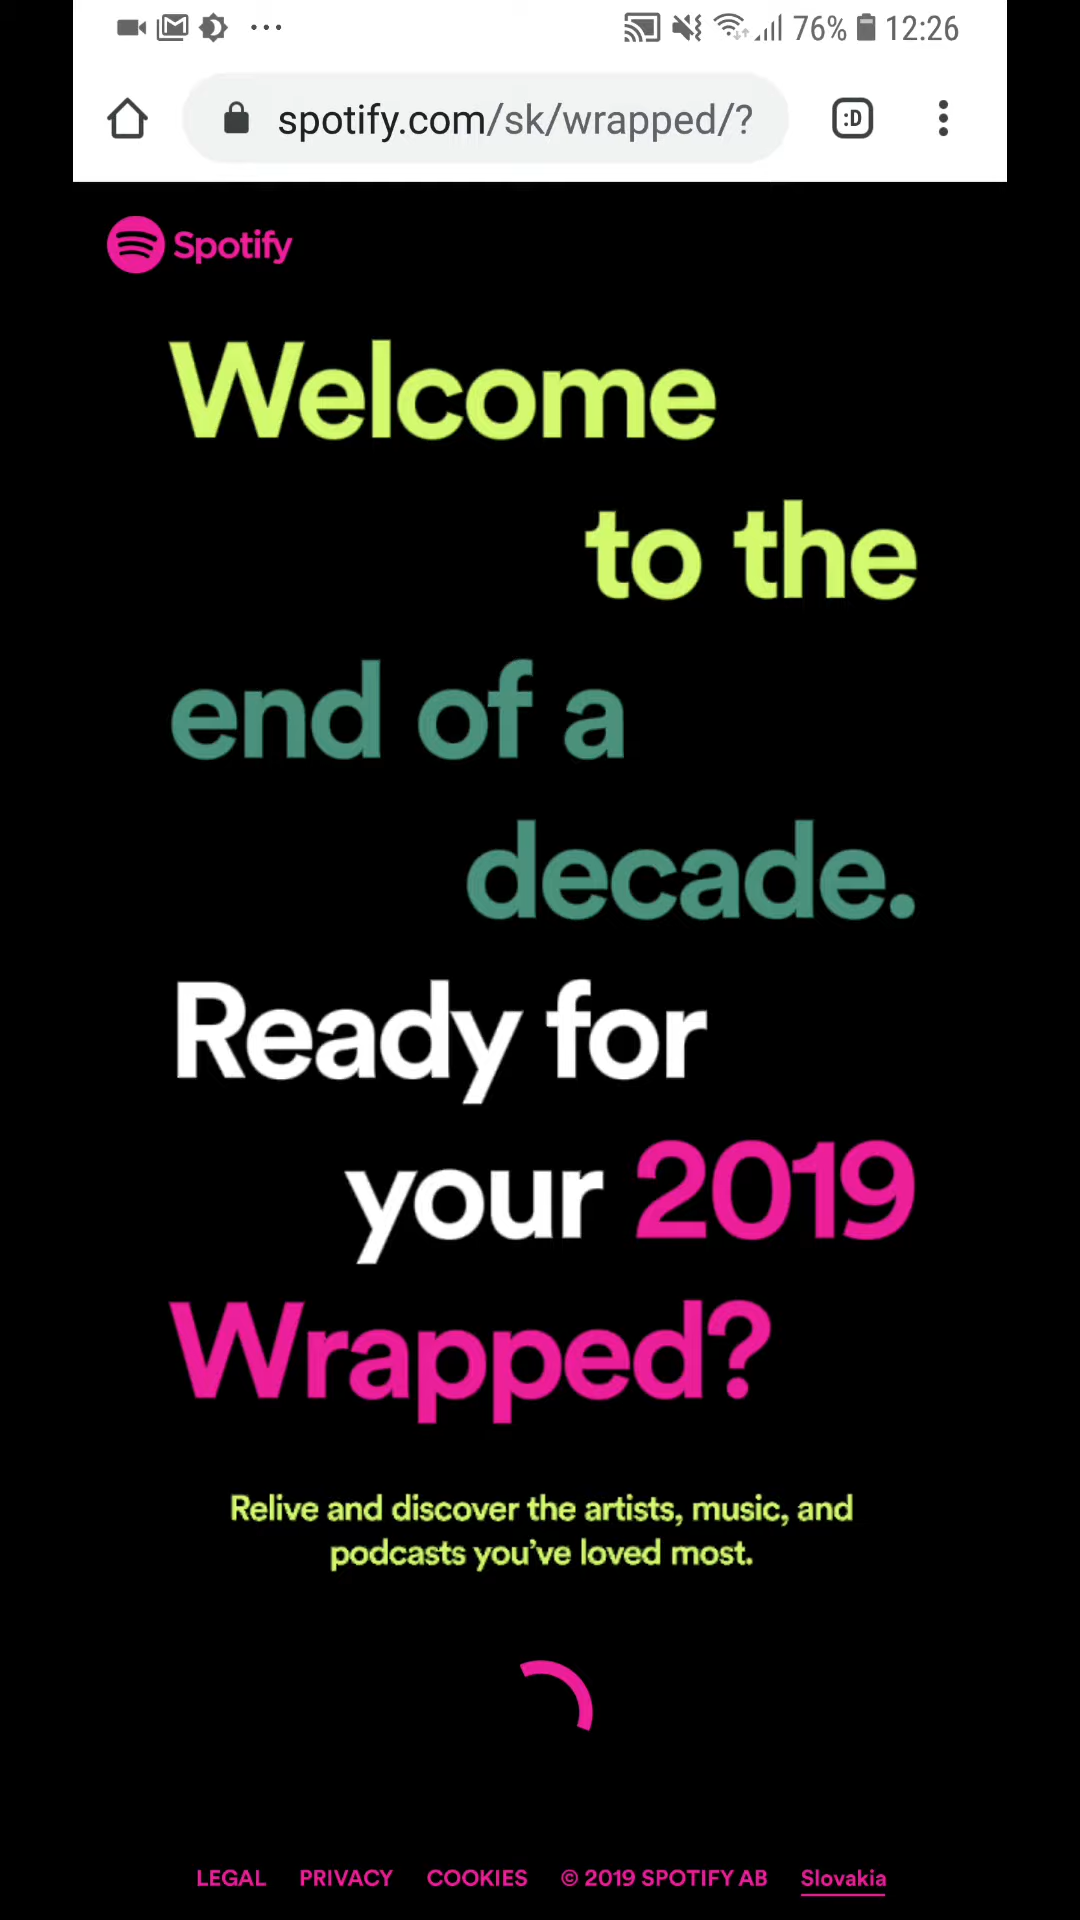 76% 12:26
spotify.com/sk/wrapped/? :D
Spotify
Welcome
to the
end of a
decade.
Ready for
your 2019
Wrapped?
Relive and discover the artists, music, and
podcasts you’ve loved most.
LEGAL PRIVACY COOKIES © 2019 SPOTIFY AB Slovakia